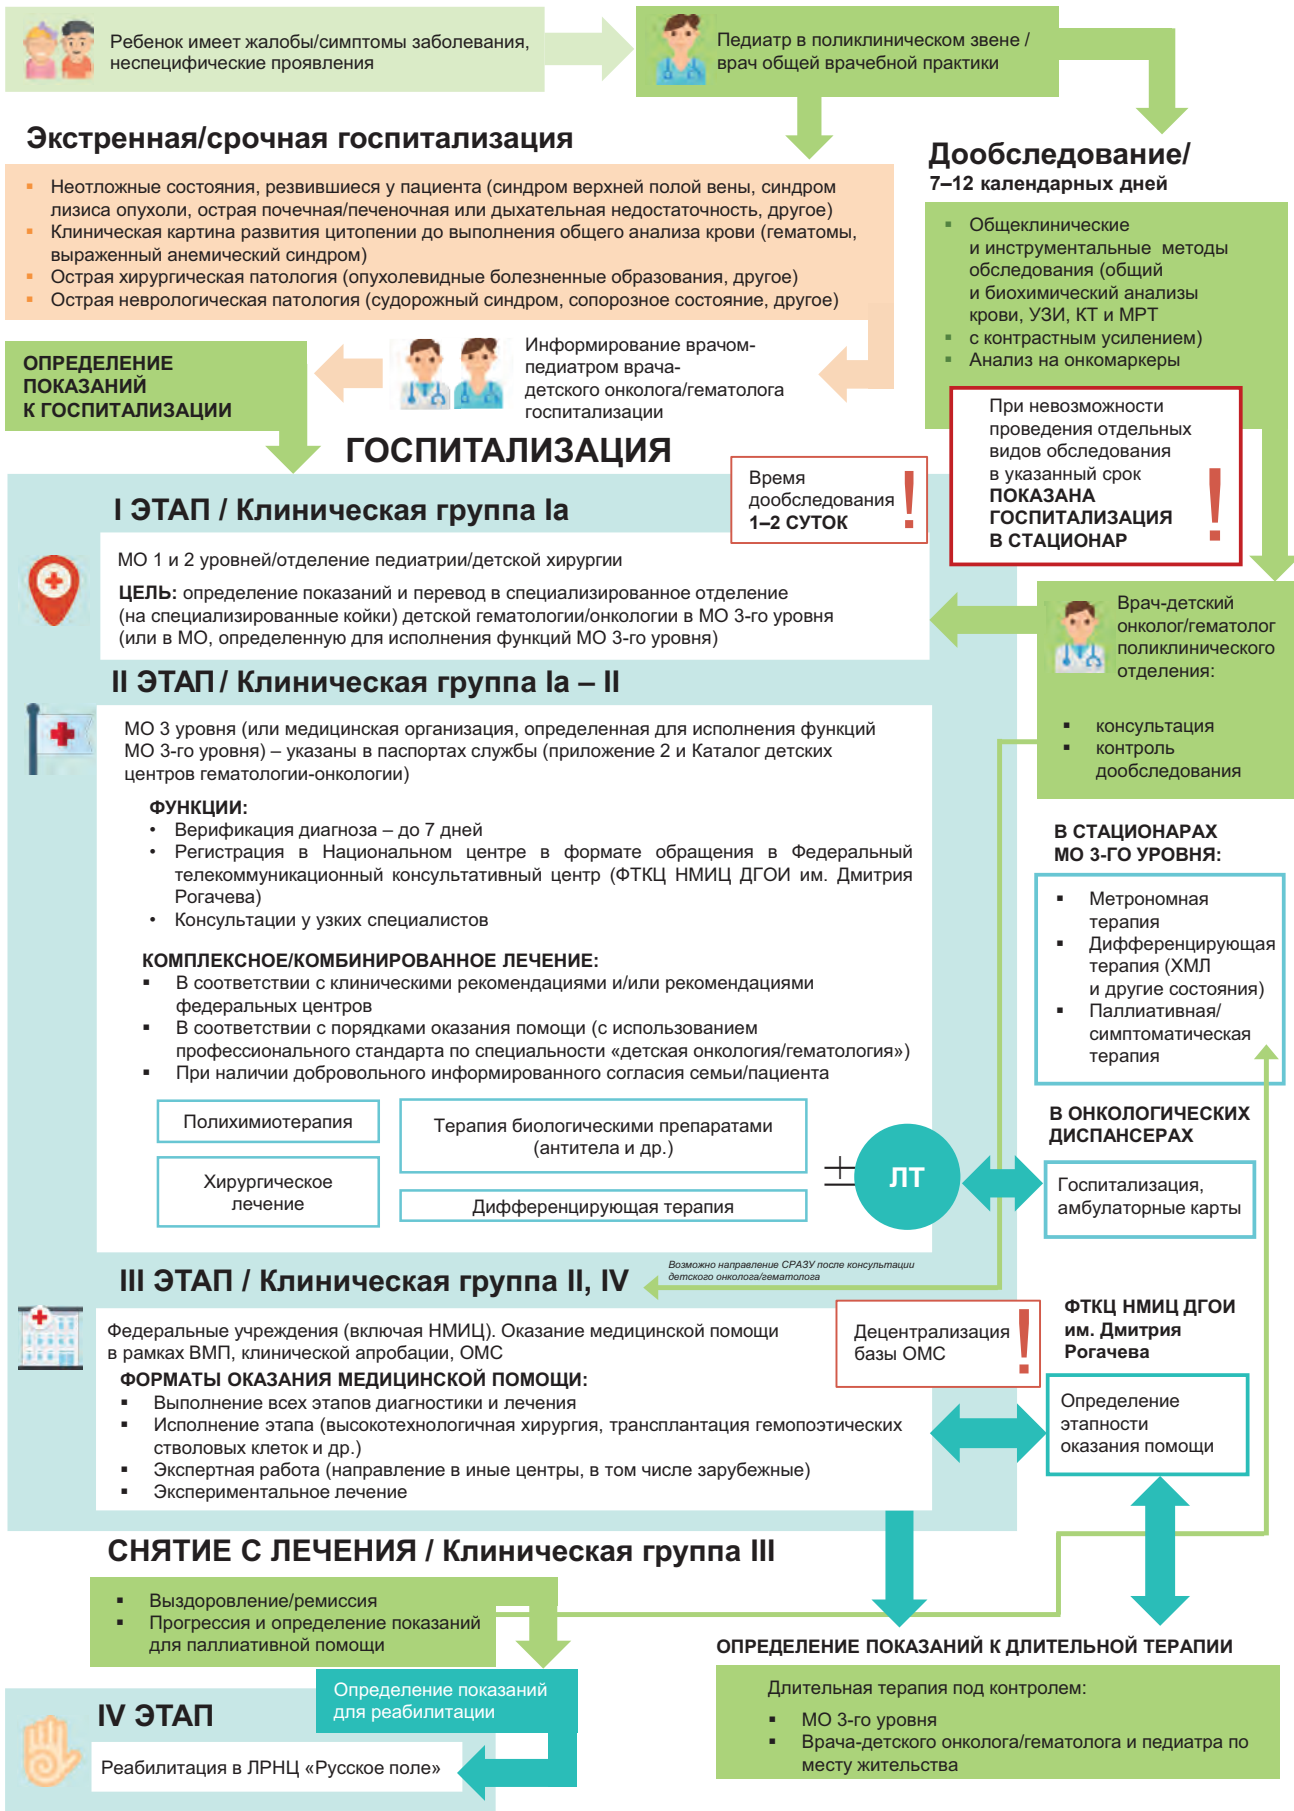 Ребенок имеет жалобы/симптомы заболевания,
неспецифические проявления
Педиатр в поликлиническом звене /
врач общей врачебной практики
Экстренная/срочная госпитализация
▪ Неотложные состояния, резвившиеся у пациента (синдром верхней полой вены, синдром
лизиса опухоли, острая почечная/печеночная или дыхательная недостаточность, другое)
▪ Клиническая картина развития цитопении до выполнения общего анализа крови (гематомы,
выраженный анемический синдром)
▪ Острая хирургическая патология (опухолевидные болезненные образования, другое)
▪ Острая неврологическая патология (судорожный синдром, сопорозное состояние, другое)
Дообследование/
7–12 календарных дней
▪ Общеклинические
и инструментальные методы
обследования (общий
и биохимический анализы
крови, УЗИ, КТ и МРТ
▪ с контрастным усилением)
▪ Анализ на онкомаркеры
При невозможности
проведения отдельных
видов обследования
в указанный срок
ПОКАЗАНА
ГОСПИТАЛИЗАЦИЯ
В СТАЦИОНАР
!
Информирование врачом-
педиатром врача-
детского онколога/гематолога
госпитализации
ОПРЕДЕЛЕНИЕ
ПОКАЗАНИЙ
К ГОСПИТАЛИЗАЦИИ
ГОСПИТАЛИЗАЦИЯ
Время
дообследования
1–2 СУТОК
!
I ЭТАП / Клиническая группа Ia
МО 1 и 2 уровней/отделение педиатрии/детской хирургии
ЦЕЛЬ: определение показаний и перевод в специализированное отделение
(на специализированные койки) детской гематологии/онкологии в МО 3-го уровня
(или в МО, определенную для исполнения функций МО 3-го уровня)
Врач-детский
онколог/гематолог
поликлинического
отделения:
▪ консультация
▪ контроль
дообследования
II ЭТАП / Клиническая группа Ia – II
МО 3 уровня (или медицинская организация, определенная для исполнения функций
МО 3-го уровня) – указаны в паспортах службы (приложение 2 и Каталог детских
центров гематологии-онкологии)
ФУНКЦИИ:
• Верификация диагноза – до 7 дней
• Регистрация в Национальном центре в формате обращения в Федеральный
телекоммуникационный консультативный центр (ФТКЦ НМИЦ ДГОИ им. Дмитрия
Рогачева)
• Консультации у узких специалистов
КОМПЛЕКСНОЕ/КОМБИНИРОВАННОЕ ЛЕЧЕНИЕ:
▪ В соответствии с клиническими рекомендациями и/или рекомендациями
федеральных центров
▪ В соответствии с порядками оказания помощи (с использованием
профессионального стандарта по специальности «детская онкология/гематология»)
▪ При наличии добровольного информированного согласия семьи/пациента
Полихимиотерапия
Терапия биологическими препаратами
(антитела и др.)
Хирургическое
лечение
Дифференцирующая терапия
±
ЛТ
В СТАЦИОНАРАХ
МО 3-ГО УРОВНЯ:
▪ Метрономная
терапия
▪ Дифференцирующая
терапия (ХМЛ
и другие состояния)
▪ Паллиативная/
симптоматическая
терапия
В ОНКОЛОГИЧЕСКИХ
ДИСПАНСЕРАХ
Госпитализация,
амбулаторные карты
III ЭТАП / Клиническая группа II, IV
Возможно направление СРАЗУ после консультации
детского онколога/гематолога
Федеральные учреждения (включая НМИЦ). Оказание медицинской помощи
в рамках ВМП, клинической апробации, ОМС
ФОРМАТЫ ОКАЗАНИЯ МЕДИЦИНСКОЙ ПОМОЩИ:
▪ Выполнение всех этапов диагностики и лечения
▪ Исполнение этапа (высокотехнологичная хирургия, трансплантация гемопоэтических
стволовых клеток и др.)
▪ Экспертная работа (направление в иные центры, в том числе зарубежные)
▪ Экспериментальное лечение
Децентрализация
базы ОМС
!
ФТКЦ НМИЦ ДГОИ
им. Дмитрия
Рогачева
Определение
этапности
оказания помощи
СНЯТИЕ С ЛЕЧЕНИЯ / Клиническая группа III
▪ Выздоровление/ремиссия
▪ Прогрессия и определение показаний
для паллиативной помощи
Определение показаний
для реабилитации
IV ЭТАП
Реабилитация в ЛРНЦ «Русское поле»
ОПРЕДЕЛЕНИЕ ПОКАЗАНИЙ К ДЛИТЕЛЬНОЙ ТЕРАПИИ
Длительная терапия под контролем:
▪ МО 3-го уровня
▪ Врача-детского онколога/гематолога и педиатра по
месту жительства